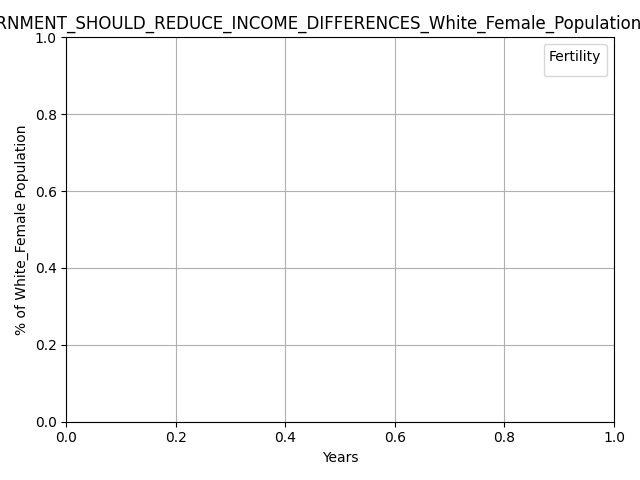 RNMENT_SHOULD_REDUCE_INCOME_DIFFERENCES_White_Female_Population
Fertility
1.0
0.8
0.6
0.4
0.2
0.0
% of White_Female Population
0.0 0.2 0.4 0.6 0.8 1.0
Years